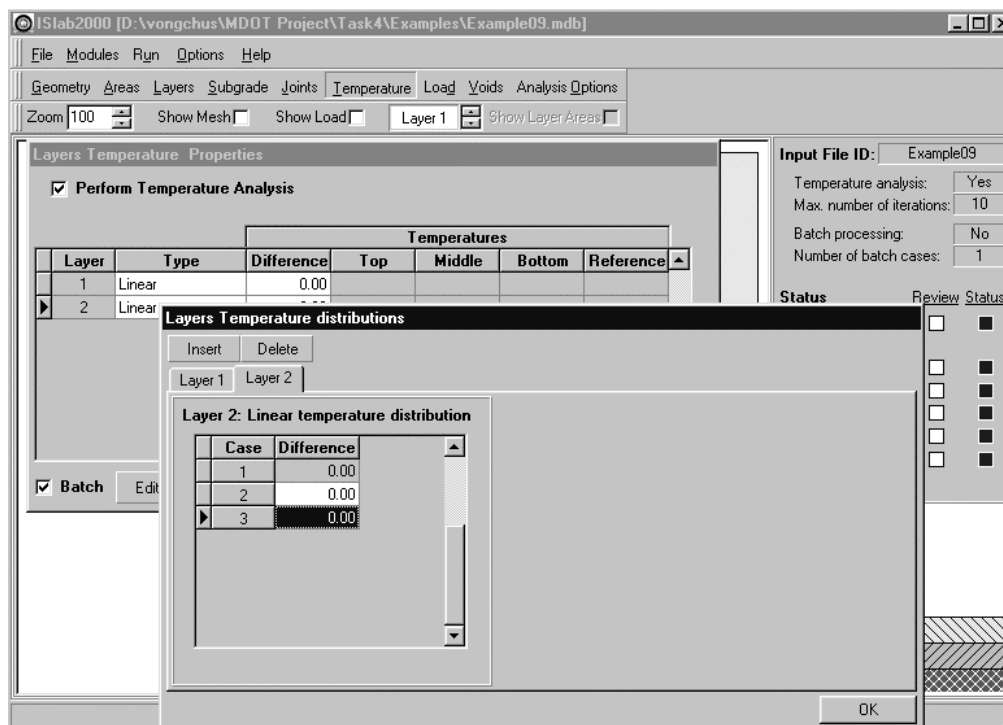 ISlab2000 [D:\vongchus\MDOT Project\Task4\Examples\Example09.mdb]
File Modules Run Options Help
Geometry Areas Layers Subgrade Joints Temperature Load Voids Analysis Options
Zoom 100 Show Mesh Show Load Layer 1 Show Layer Areas
Layers Temperature Properties
Perform Temperature Analysis
Temperatures
Layer Type Difference Top Middle Bottom Reference
1 Linear 0.00
2 Linear
Batch Edit
Input File ID: Example09
Temperature analysis: Yes
Max. number of iterations: 10
Batch processing: No
Number of batch cases: 1
Status Review Status
Layers Temperature distributions
Insert Delete
Layer 1 Layer 2
Layer 2: Linear temperature distribution
Case Difference
1 0.00
2 0.00
3 0.00
OK